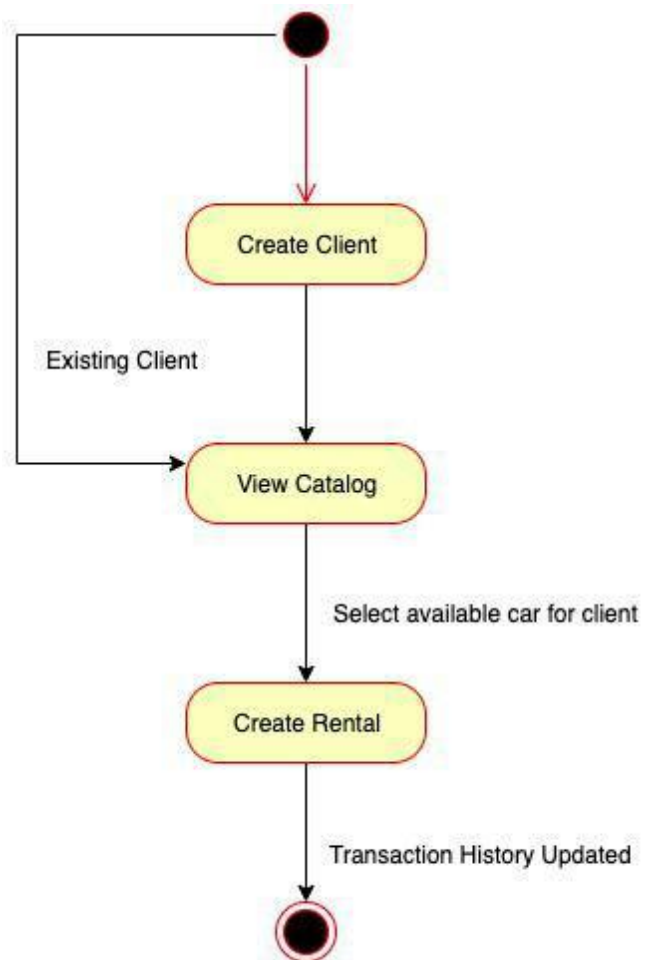 Create Client
Existing Client
View Catalog
Select available car for client
Create Rental
Transaction History Updated